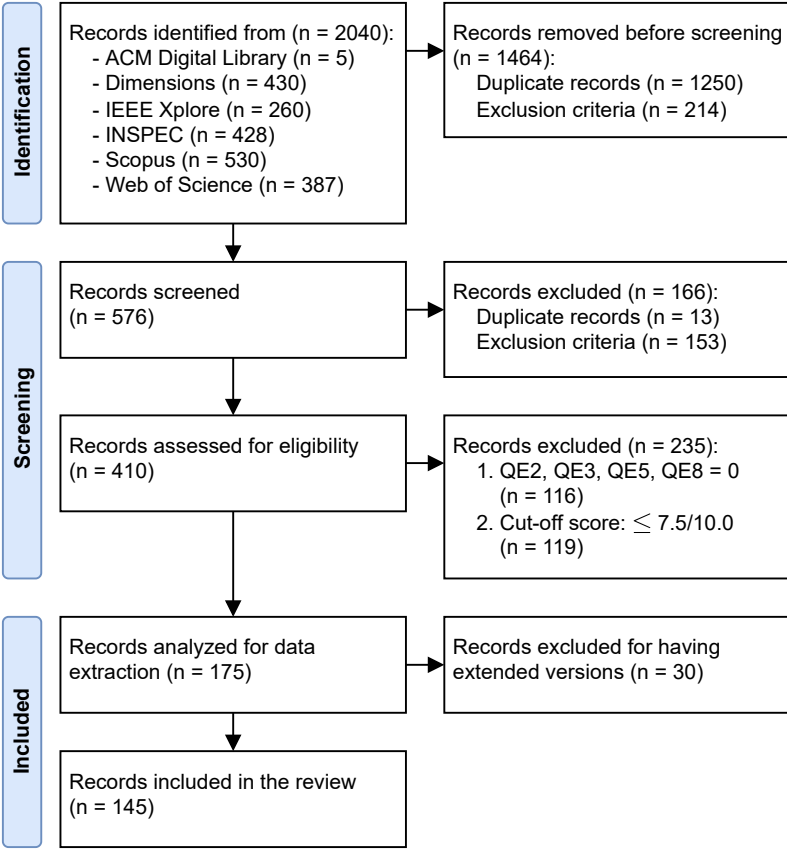 Identification
Records identified from (n = 2040):
- ACM Digital Library (n = 5)
- Dimensions (n = 430)
- IEEE Xplore (n = 260)
- INSPEC (n = 428)
- Scopus (n = 530)
- Web of Science (n = 387)
Records removed before screening
(n = 1464):
Duplicate records (n = 1250)
Exclusion criteria (n = 214)
Screening
Records screened
(n = 576)
Records excluded (n = 166):
Duplicate records (n = 13)
Exclusion criteria (n = 153)
Records assessed for eligibility
(n = 410)
Records excluded (n = 235):
1. QE2, QE3, QE5, QE8 = 0
(n = 116)
2. Cut-off score: ≤ 7.5/10.0
(n = 119)
Included
Records analyzed for data
extraction (n = 175)
Records excluded for having
extended versions (n = 30)
Records included in the review
(n = 145)